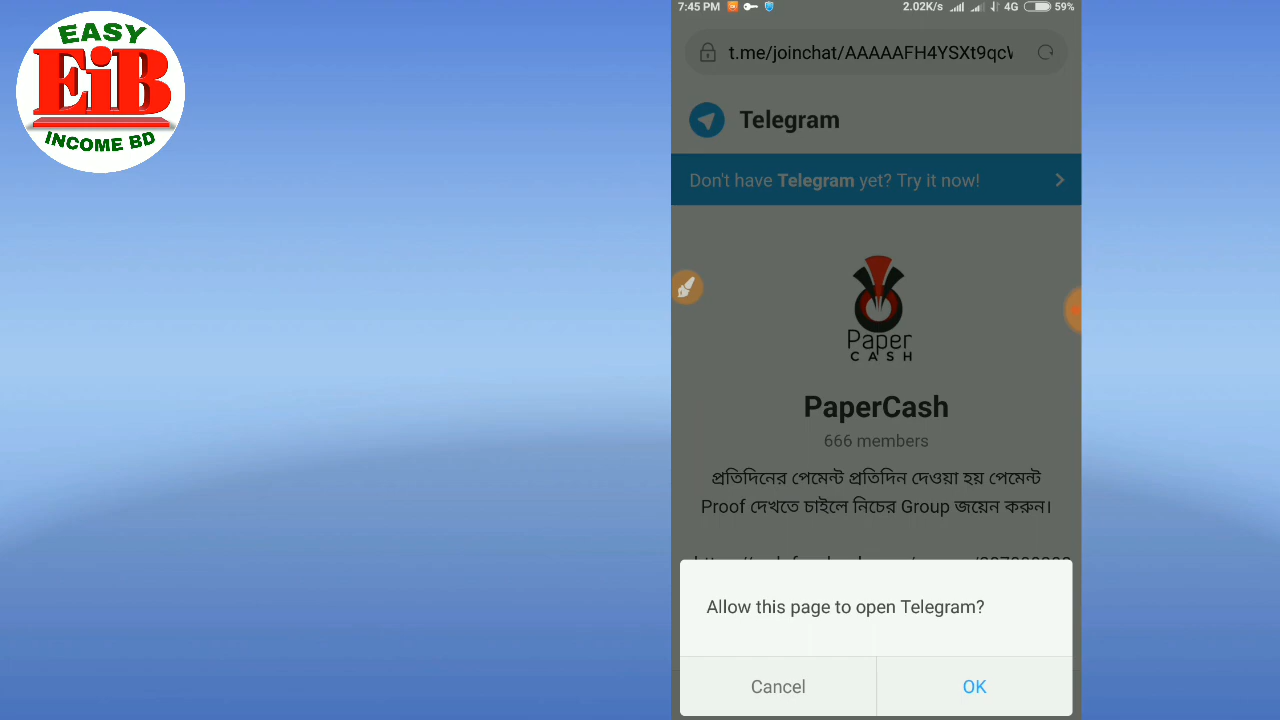 EASY
EiB
INCOME BD
7:45 PM
2.02K/s
4G
59%
t.me/joinchat/AAAAAFH4YSXt9qc
Telegram
Don't have Telegram yet? Try it now!
Paper
CASH
PaperCash
666 members
প্রতিদিনের পেমেন্ট প্রতিদিন দেওয়া হয় পেমেন্ট
Proof দেখতে চাইলে নিচের Group জয়েন করুন।
Allow this page to open Telegram?
Cancel
OK